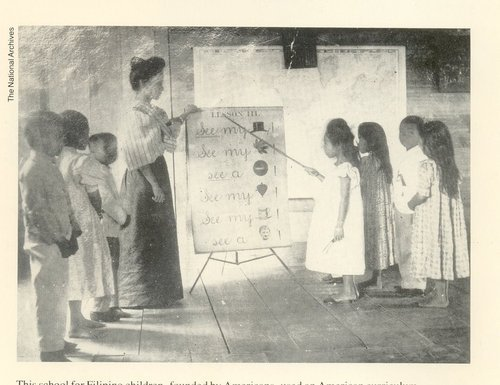 The National Archives
LESSON III.
See my !
See my !
see a !
See my !
See my !
see a !
This school for Filipino children, founded by Americans, used an American curriculum